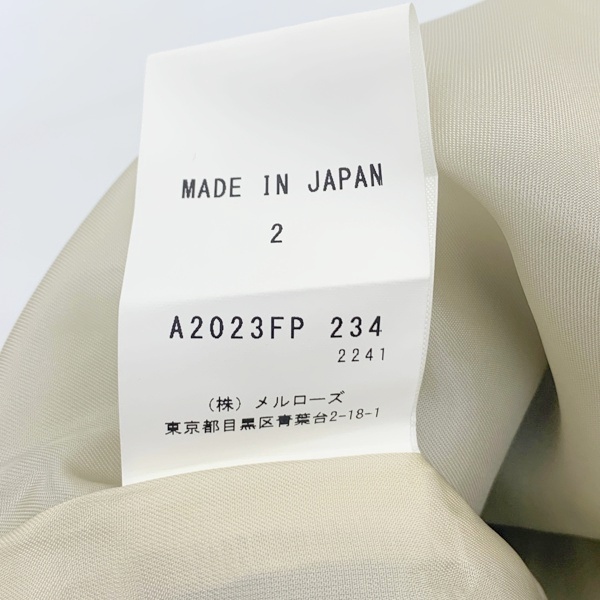 MADE IN JAPAN
2
A2023FP 234
2241
(株) メルローズ
東京都目黒区青葉台2-18-1